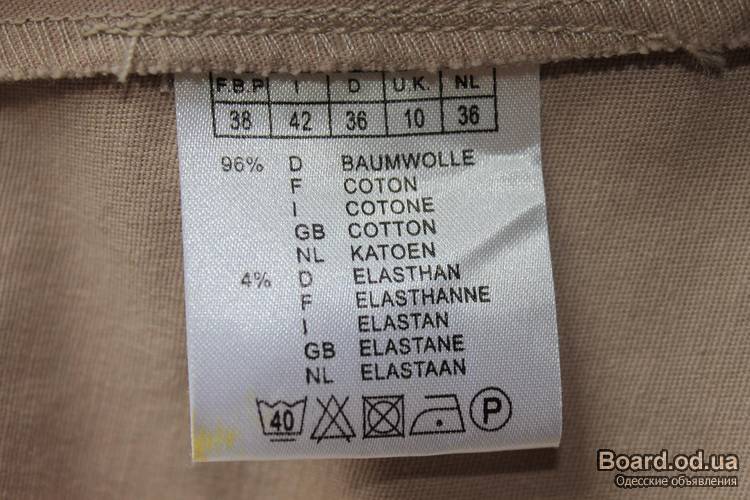 F.B.P I D U.K. NL
38 42 36 10 36
96% D BAUMWOLLE
F COTON
I COTONE
GB COTTON
NL KATOEN
4% D ELASTHAN
F ELASTHANNE
I ELASTAN
GB ELASTANE
NL ELASTAAN
40 P
Board.od.ua
Одесские объявления